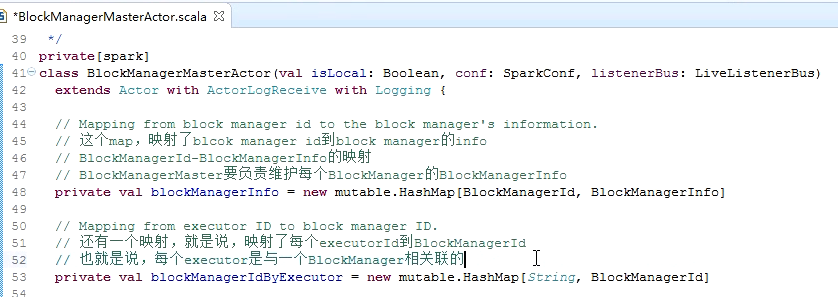 *BlockManagerMasterActor.scala
39 */
40 private[spark]
41 class BlockManagerMasterActor(val isLocal: Boolean, conf: SparkConf, listenerBus: LiveListenerBus)
42 extends Actor with ActorLogReceive with Logging {
43
44 // Mapping from block manager id to the block manager's information.
45 // 这个map，映射了blcok manager id到block manager的info
46 // BlockManagerId-BlockManagerInfo的映射
47 // BlockManagerMaster要负责维护每个BlockManager的BlockManagerInfo
48 private val blockManagerInfo = new mutable.HashMap[BlockManagerId, BlockManagerInfo]
49
50 // Mapping from executor ID to block manager ID.
51 // 还有一个映射，就是说，映射了每个executorId到BlockManagerId
52 // 也就是说，每个executor是与一个BlockManager相关联的
53 private val blockManagerIdByExecutor = new mutable.HashMap[String, BlockManagerId]
54